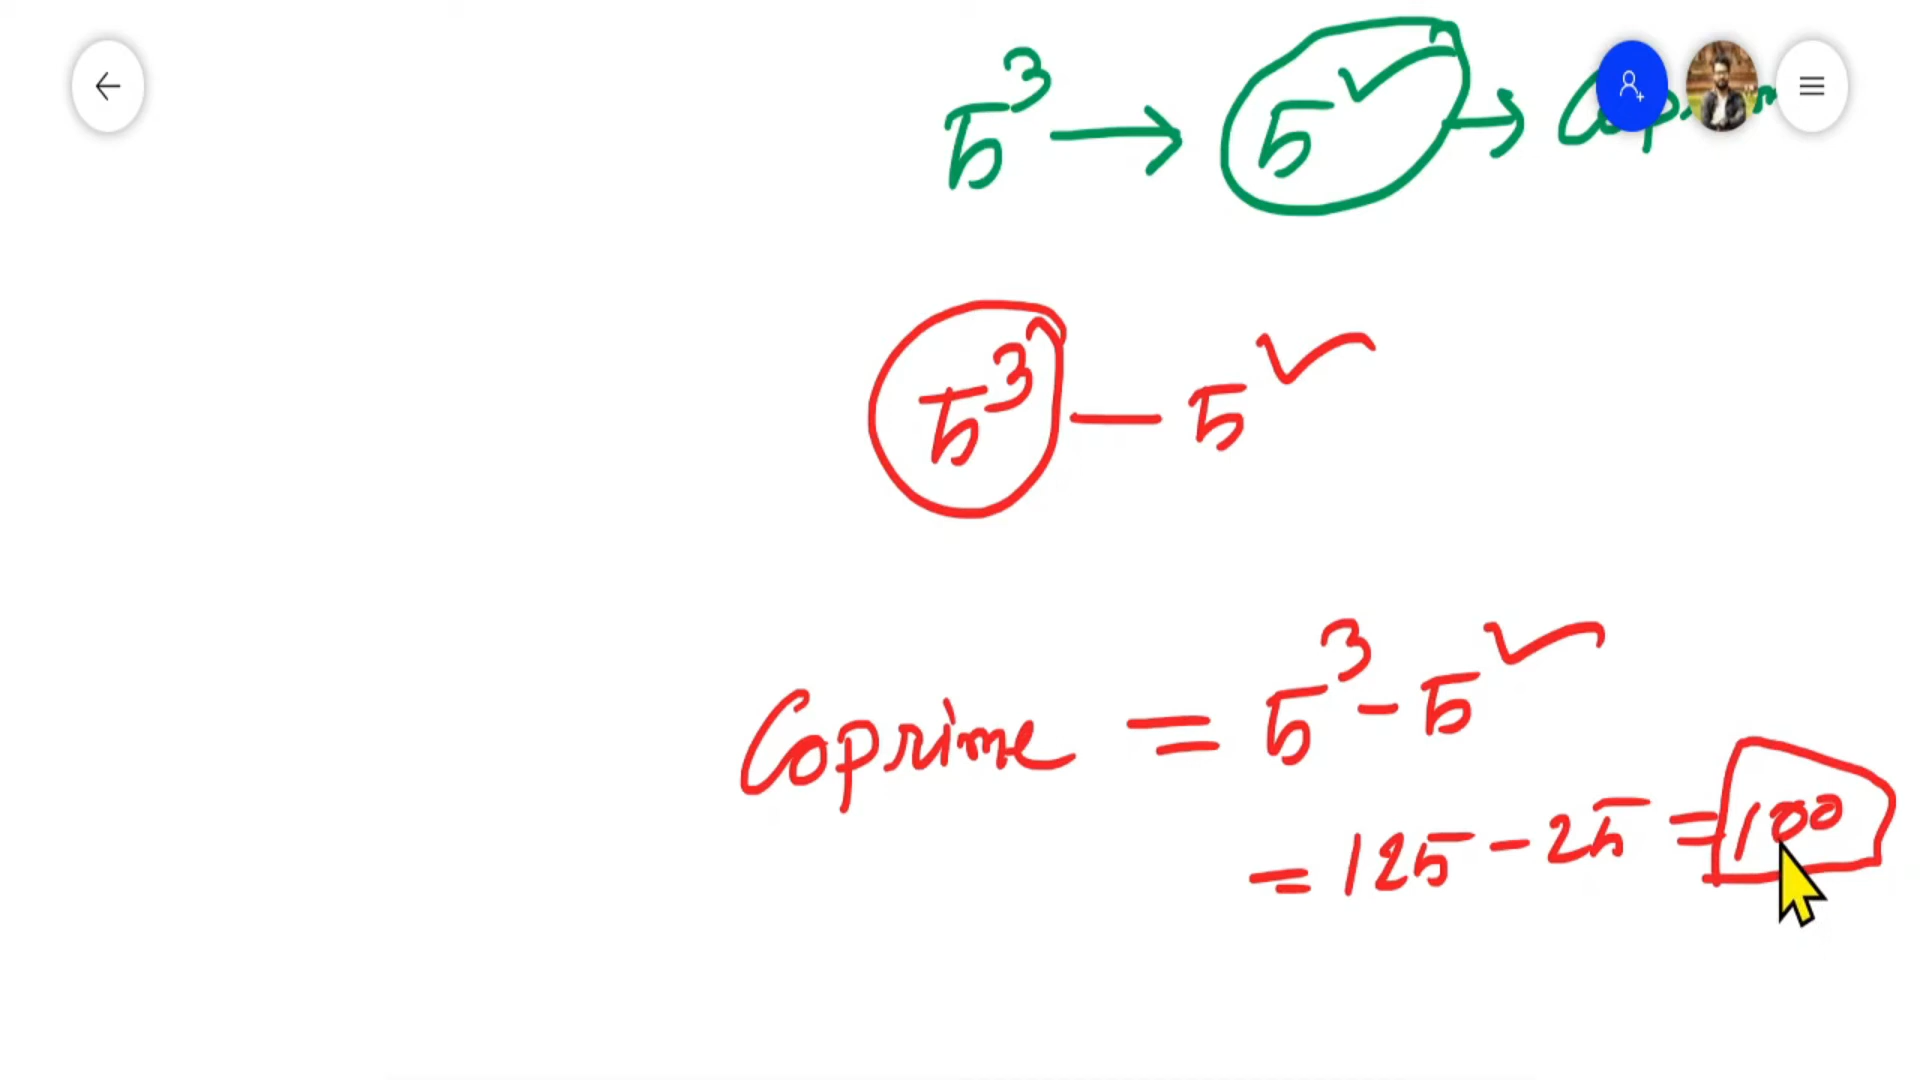 5³ → 5² →
5³ — 5²
Coprime = 5³ - 5²
= 125 - 25 = 100